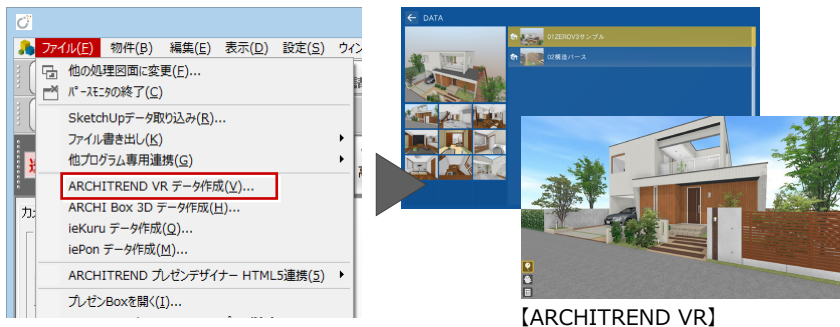 ファイル(F) 物件(B) 編集(E) 表示(D) 設定(S) ウィン
他の処理図面に変更(F)...
パースモニタの終了(C)
SketchUpデータ取り込み(R)...
ファイル書き出し(K)
他プログラム専用連携(G)
ARCHITREND VR データ作成(V)...
ARCHI Box 3D データ作成(H)...
ieKuru データ作成(Q)...
iePon データ作成(M)...
ARCHITREND プレゼンデザイナー HTML5連携(5)
プレゼンBoxを開く(I)...
カメ
DATA
01ZEROV3サンプル
02構造パース
【ARCHITREND VR】